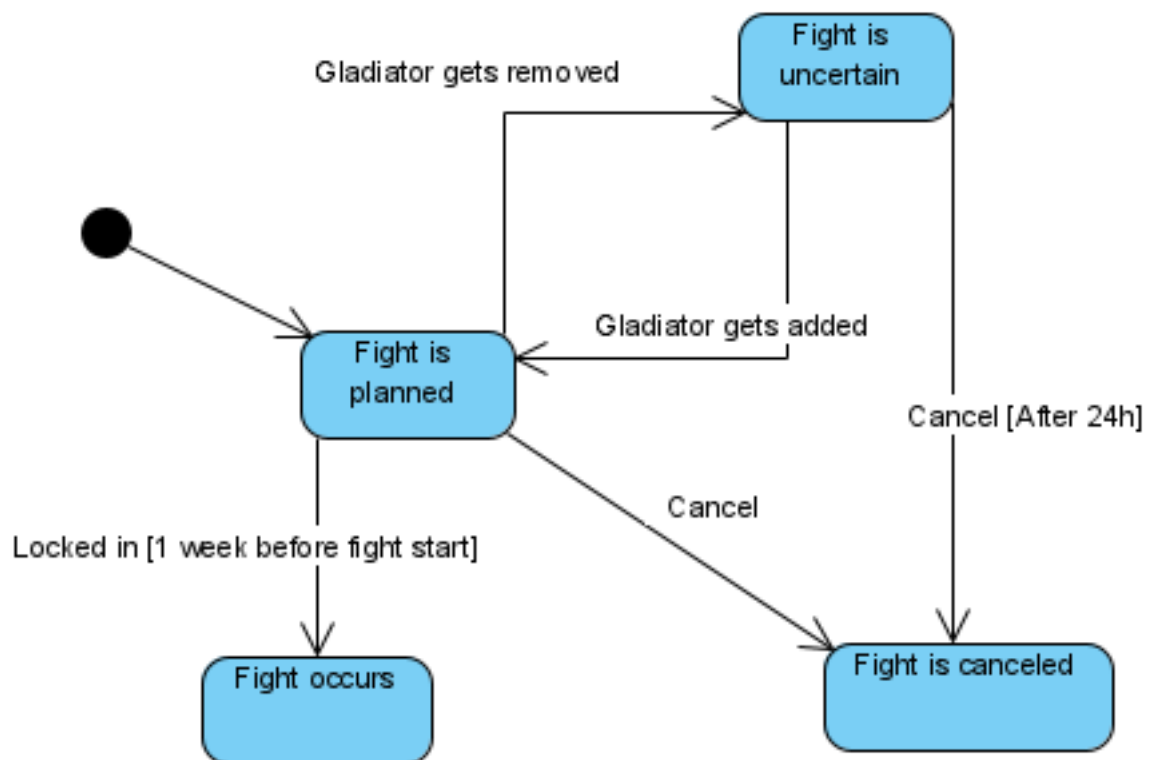 Fight is
uncertain
Gladiator gets removed
Gladiator gets added
Fight is
planned
Cancel [After 24h]
Cancel
Locked in [1 week before fight start]
Fight occurs
Fight is canceled